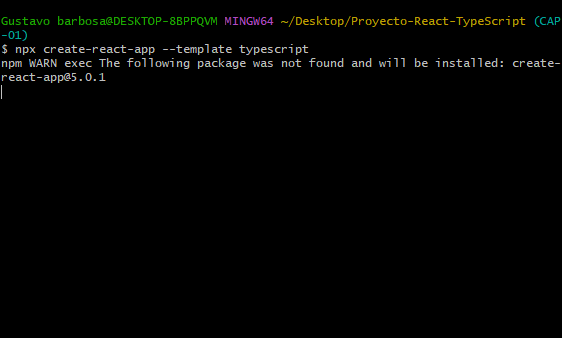 Gustavo barbosa@DESKTOP-8BPPQVM MINGW64 ~/Desktop/Proyecto-React-TypeScript (CAP
-01)
$ npx create-react-app --template typescript
npm WARN exec The following package was not found and will be installed: create-
react-app@5.0.1